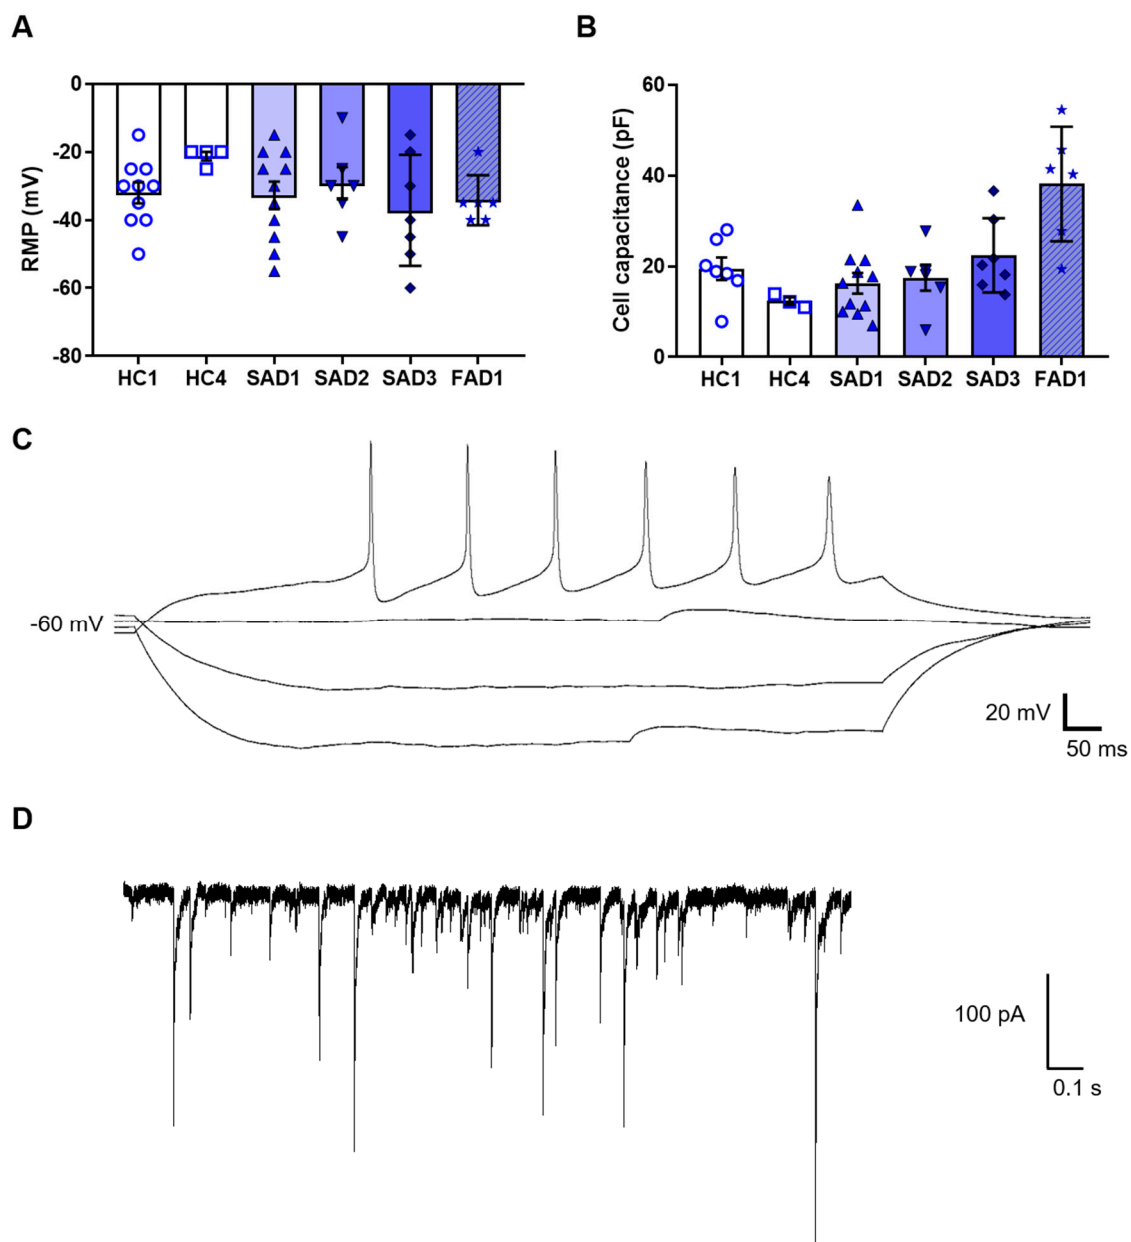 A
B
RMP (mV)
0
-20
-40
-60
-80
HC1 HC4 SAD1 SAD2 SAD3 FAD1
Cell capacitance (pF)
60
40
20
0
HC1 HC4 SAD1 SAD2 SAD3 FAD1
C
-60 mV
20 mV
50 ms
D
100 pA
0.1 s